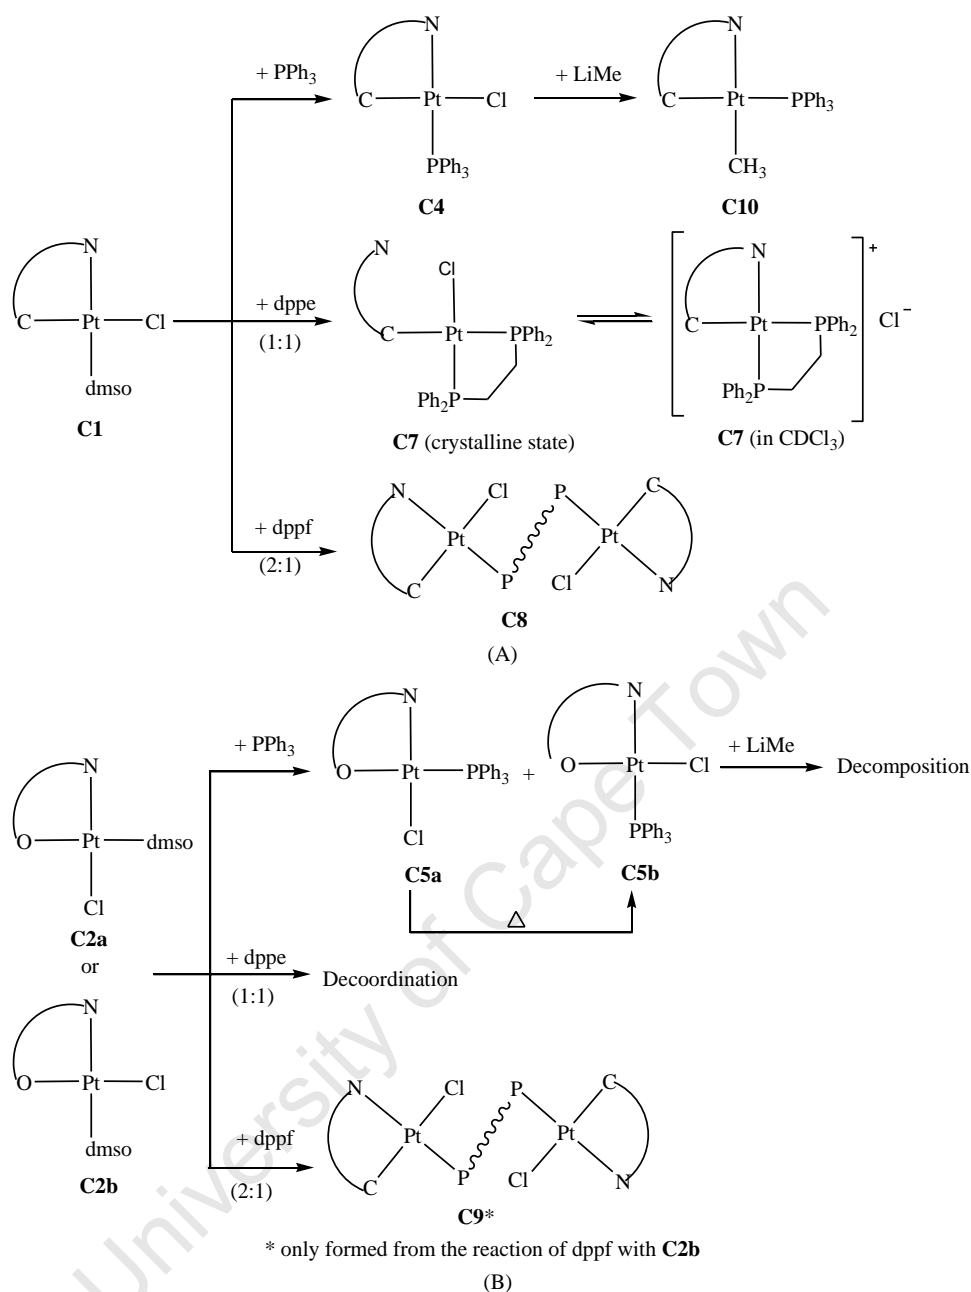 N
C
Pt
Cl
dmso
C1
+ PPh3
N
C
Pt
Cl
PPh3
C4
+ LiMe
N
C
Pt
PPh3
CH3
C10
+ dppe
(1:1)
N
Cl
C
Pt
PPh2
Ph2P
C7 (crystalline state)
N
C
Pt
PPh2
Ph2P
+
Cl−
C7 (in CDCl3)
+ dppf
(2:1)
N
Cl
Pt
C
P
P
C
Pt
Cl
N
C8
(A)
N
O
Pt
dmso
Cl
C2a
or
N
O
Pt
Cl
dmso
C2b
+ PPh3
N
O
Pt
PPh3
Cl
C5a
+
N
O
Pt
Cl
PPh3
C5b
△
+ LiMe
Decomposition
+ dppe
(1:1)
Decoordination
+ dppf
(2:1)
N
Cl
Pt
C
P
P
C
Pt
Cl
N
C9*
* only formed from the reaction of dppf with C2b
(B)
University of Cape Town